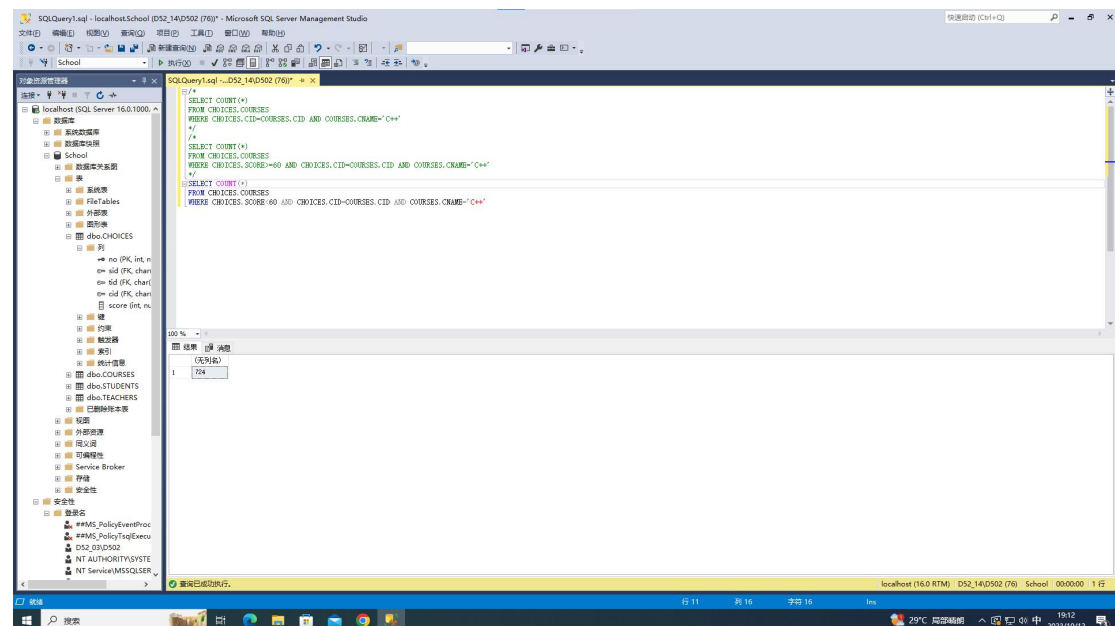 SQLQuery1.sql - localhost.School (D52_14\D502 (76))* - Microsoft SQL Server Management Studio
快速启动 (Ctrl+Q)
文件(F) 编辑(E) 视图(V) 查询(Q) 项目(P) 工具(T) 窗口(W) 帮助(H)
新建查询(N)
School
执行(X)
对象资源管理器
SQLQuery1.sql -...D52_14\D502 (76))*
连接
localhost (SQL Server 16.0.1000.
数据库
系统数据库
数据库快照
School
数据库关系图
表
系统表
FileTables
外部表
图形表
dbo.CHOICES
列
no (PK, int, n
sid (FK, char(
tid (FK, char(
cid (FK, char(
score (int, nu
键
约束
触发器
索引
统计信息
dbo.COURSES
dbo.STUDENTS
dbo.TEACHERS
已删除账本表
视图
外部资源
同义词
可编程性
Service Broker
存储
安全性
安全性
登录名
##MS_PolicyEventProc
##MS_PolicyTsqlExecu
D52_03\D502
NT AUTHORITY\SYSTE
NT Service\MSSQLSER
/*
SELECT COUNT(*)
FROM CHOICES,COURSES
WHERE CHOICES.CID=COURSES.CID AND COURSES.CNAME='C++'
*/
/*
SELECT COUNT(*)
FROM CHOICES,COURSES
WHERE CHOICES.SCORE>=60 AND CHOICES.CID=COURSES.CID AND COURSES.CNAME='C++'
*/
SELECT COUNT(*)
FROM CHOICES,COURSES
WHERE CHOICES.SCORE<60 AND CHOICES.CID=COURSES.CID AND COURSES.CNAME='C++'
100 %
结果 消息
(无列名)
1 724
查询已成功执行。
localhost (16.0 RTM) D52_14\D502 (76) School 00:00:00 1 行
就绪
行 11 列 16 字符 16 Ins
搜索
29°C 局部晴朗 中 19:12